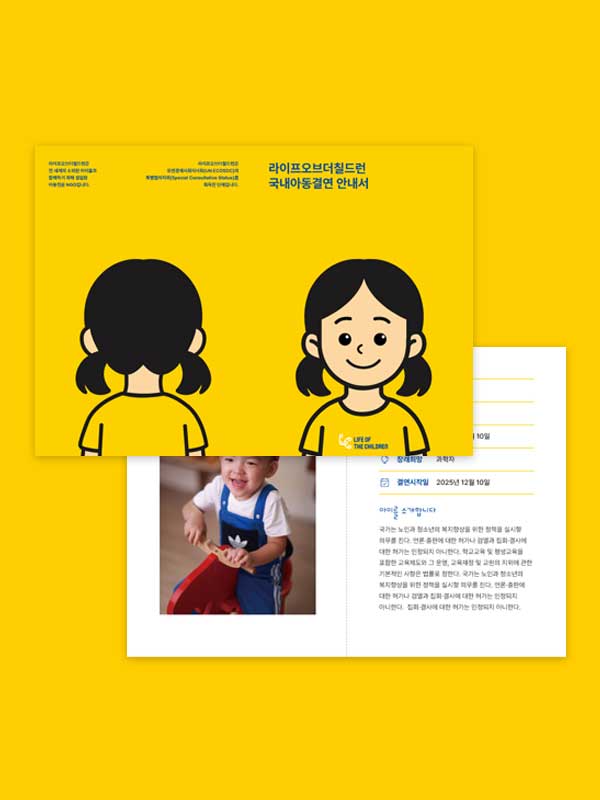 라이프오브더칠드런은
전 세계의 소외된 아이들과
함께하기 위해 설립된
아동전문 NGO입니다.
라이프오브더칠드런은
유엔경제사회이사회(UN ECOSOC)의
특별협의지위(Special Consultative Status)를
획득한 단체입니다.
라이프오브더칠드런
국내아동결연 안내서
LIFE OF
THE CHILDREN
10일
장래희망 과학자
결연시작일 2025년 12월 10일
아이를 소개합니다
국가는 노인과 청소년의 복지향상을 위한 정책을 실시할
의무를 진다. 언론·출판에 대한 허가나 검열과 집회·결사에
대한 허가는 인정되지 아니한다. 학교교육 및 평생교육을
포함한 교육제도와 그 운영, 교육재정 및 교원의 지위에 관한
기본적인 사항은 법률로 정한다. 국가는 노인과 청소년의
복지향상을 위한 정책을 실시할 의무를 진다. 언론·출판에
대한 허가나 검열과 집회·결사에 대한 허가는 인정되지
아니한다. 집회·결사에 대한 허가는 인정되지 아니한다.